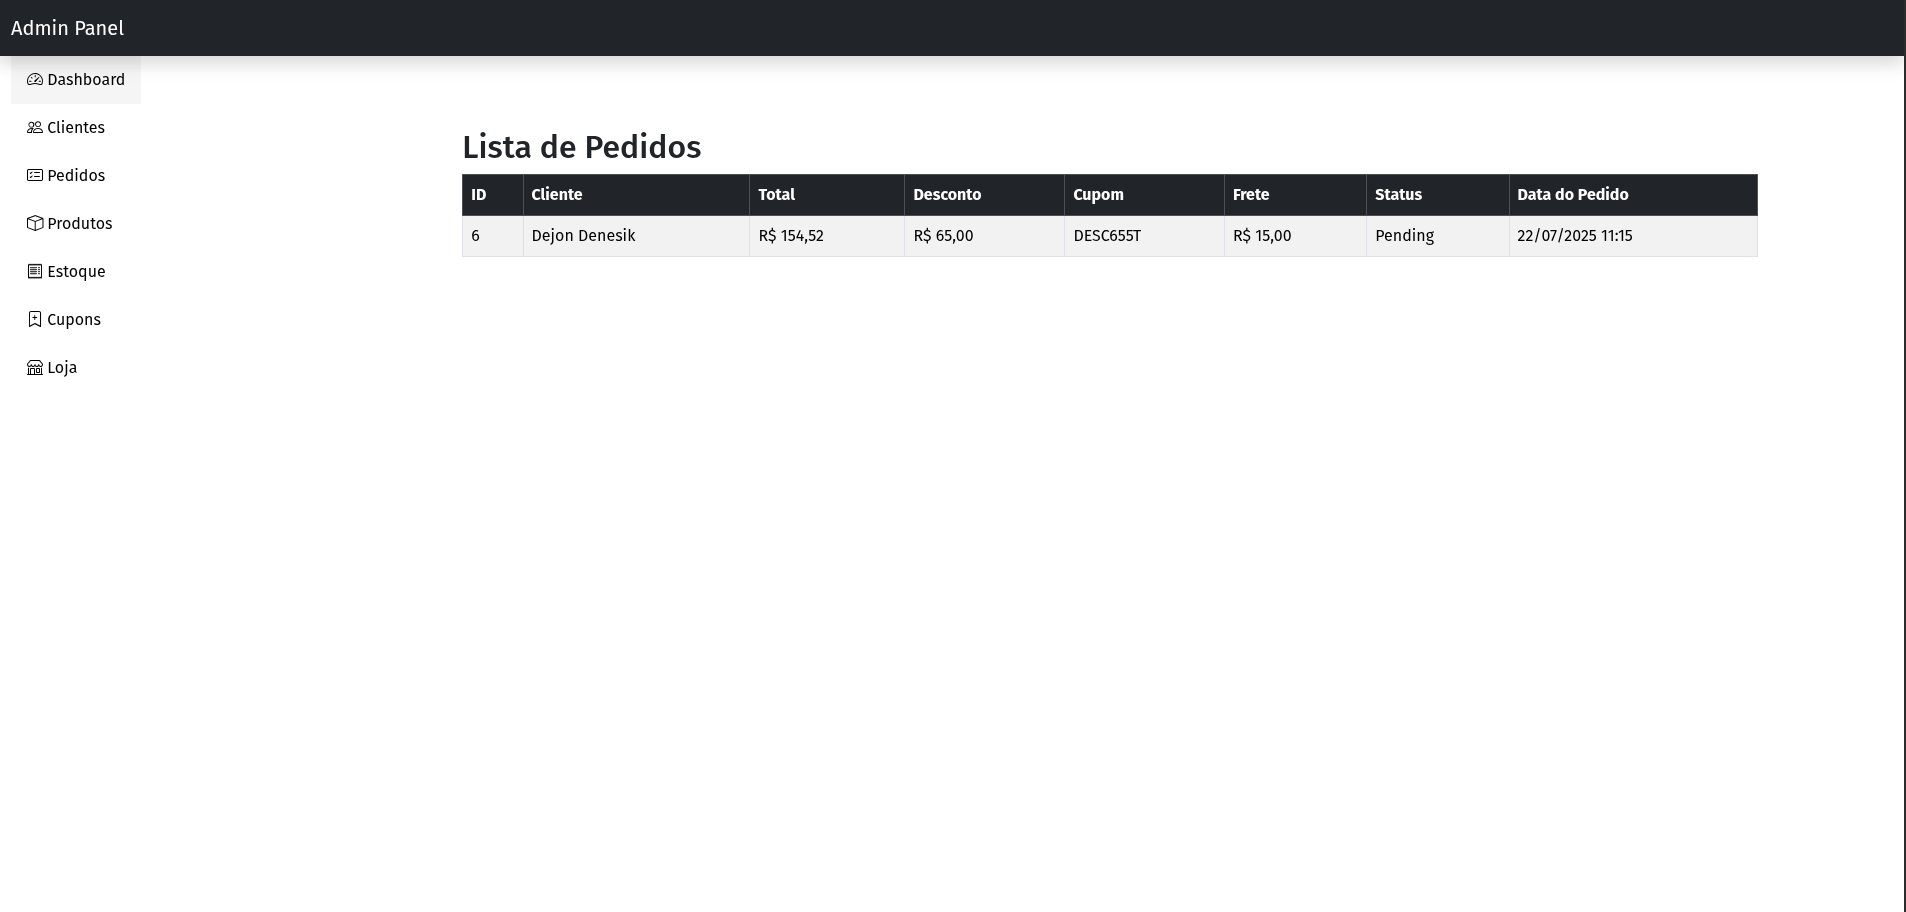 Admin Panel
Dashboard
Clientes
Pedidos
Produtos
Estoque
Cupons
Loja
Lista de Pedidos
ID Cliente Total Desconto Cupom Frete Status Data do Pedido
6 Dejon Denesik R$ 154,52 R$ 65,00 DESC655T R$ 15,00 Pending 22/07/2025 11:15